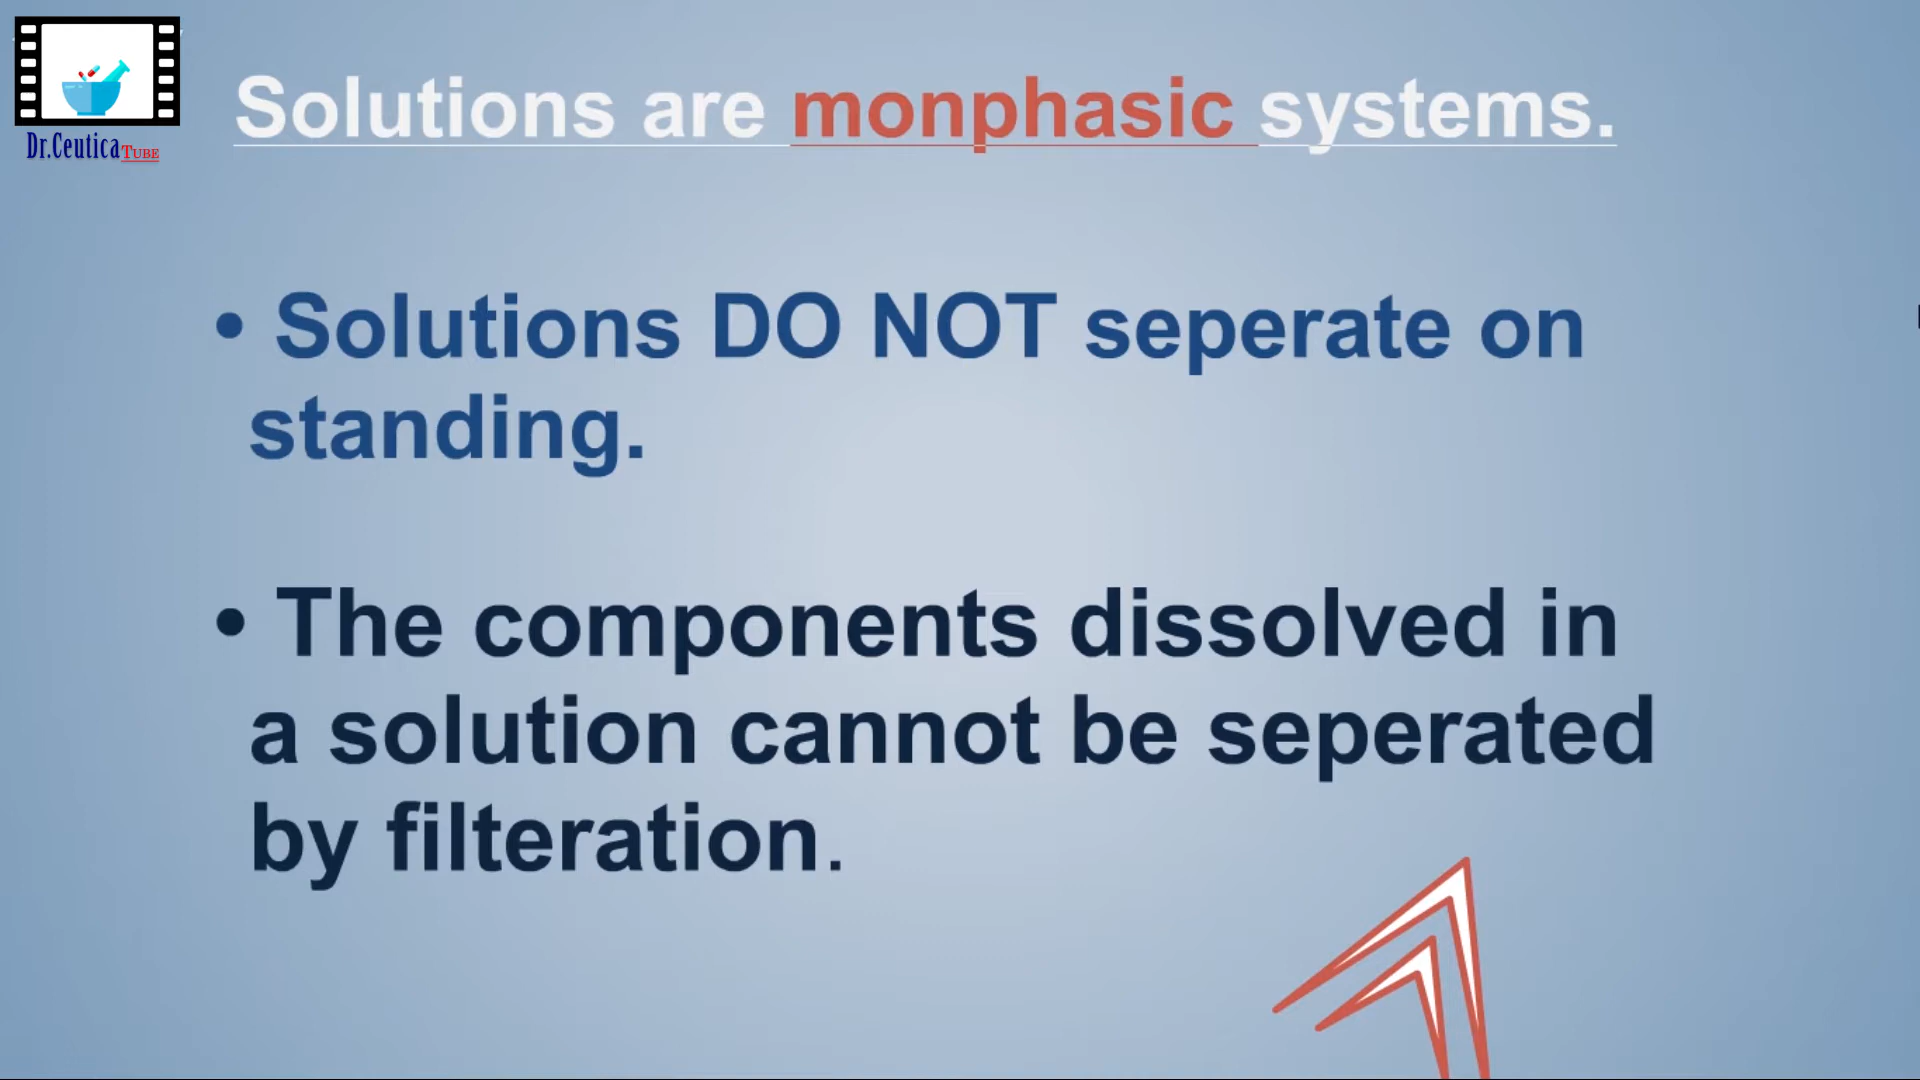 Dr.Ceutica TUBE
Solutions are monphasic systems.
• Solutions DO NOT seperate on
standing.
• The components dissolved in
a solution cannot be seperated
by filteration.